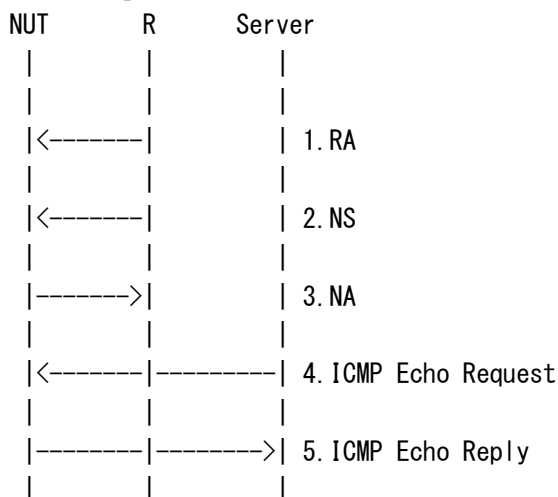 NUT R Server
1. RA
2. NS
3. NA
4. ICMP Echo Request
5. ICMP Echo Reply